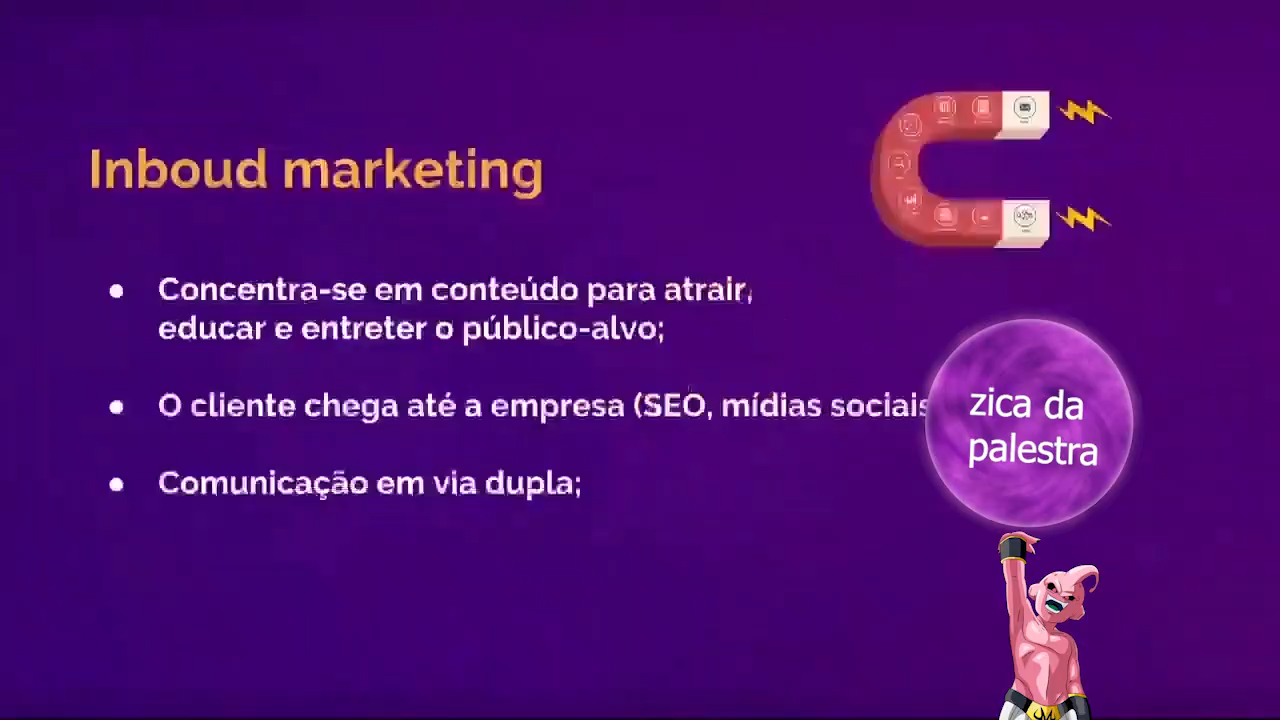 Inboud marketing
● Concentra-se em conteúdo para atrair,
educar e entreter o público-alvo;
● O cliente chega até a empresa (SEO, mídias sociais
● Comunicação em via dupla;
zica da
palestra